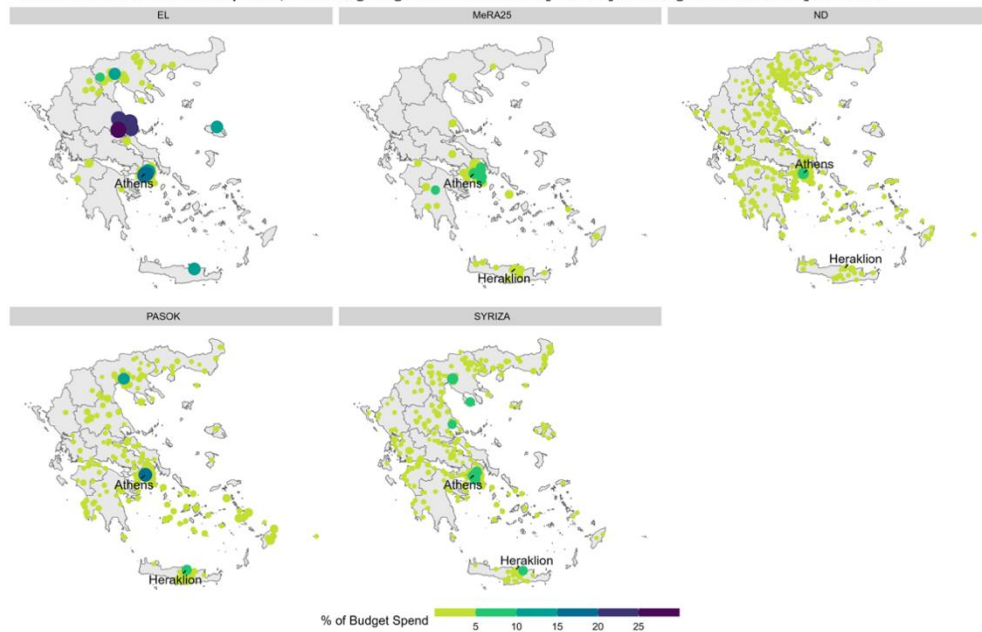 EL
MeRA25
ND
Athens
Athens
Heraklion
Athens
Heraklion
PASOK
SYRIZA
Athens
Heraklion
Athens
Heraklion
% of Budget Spend
5 10 15 20 25